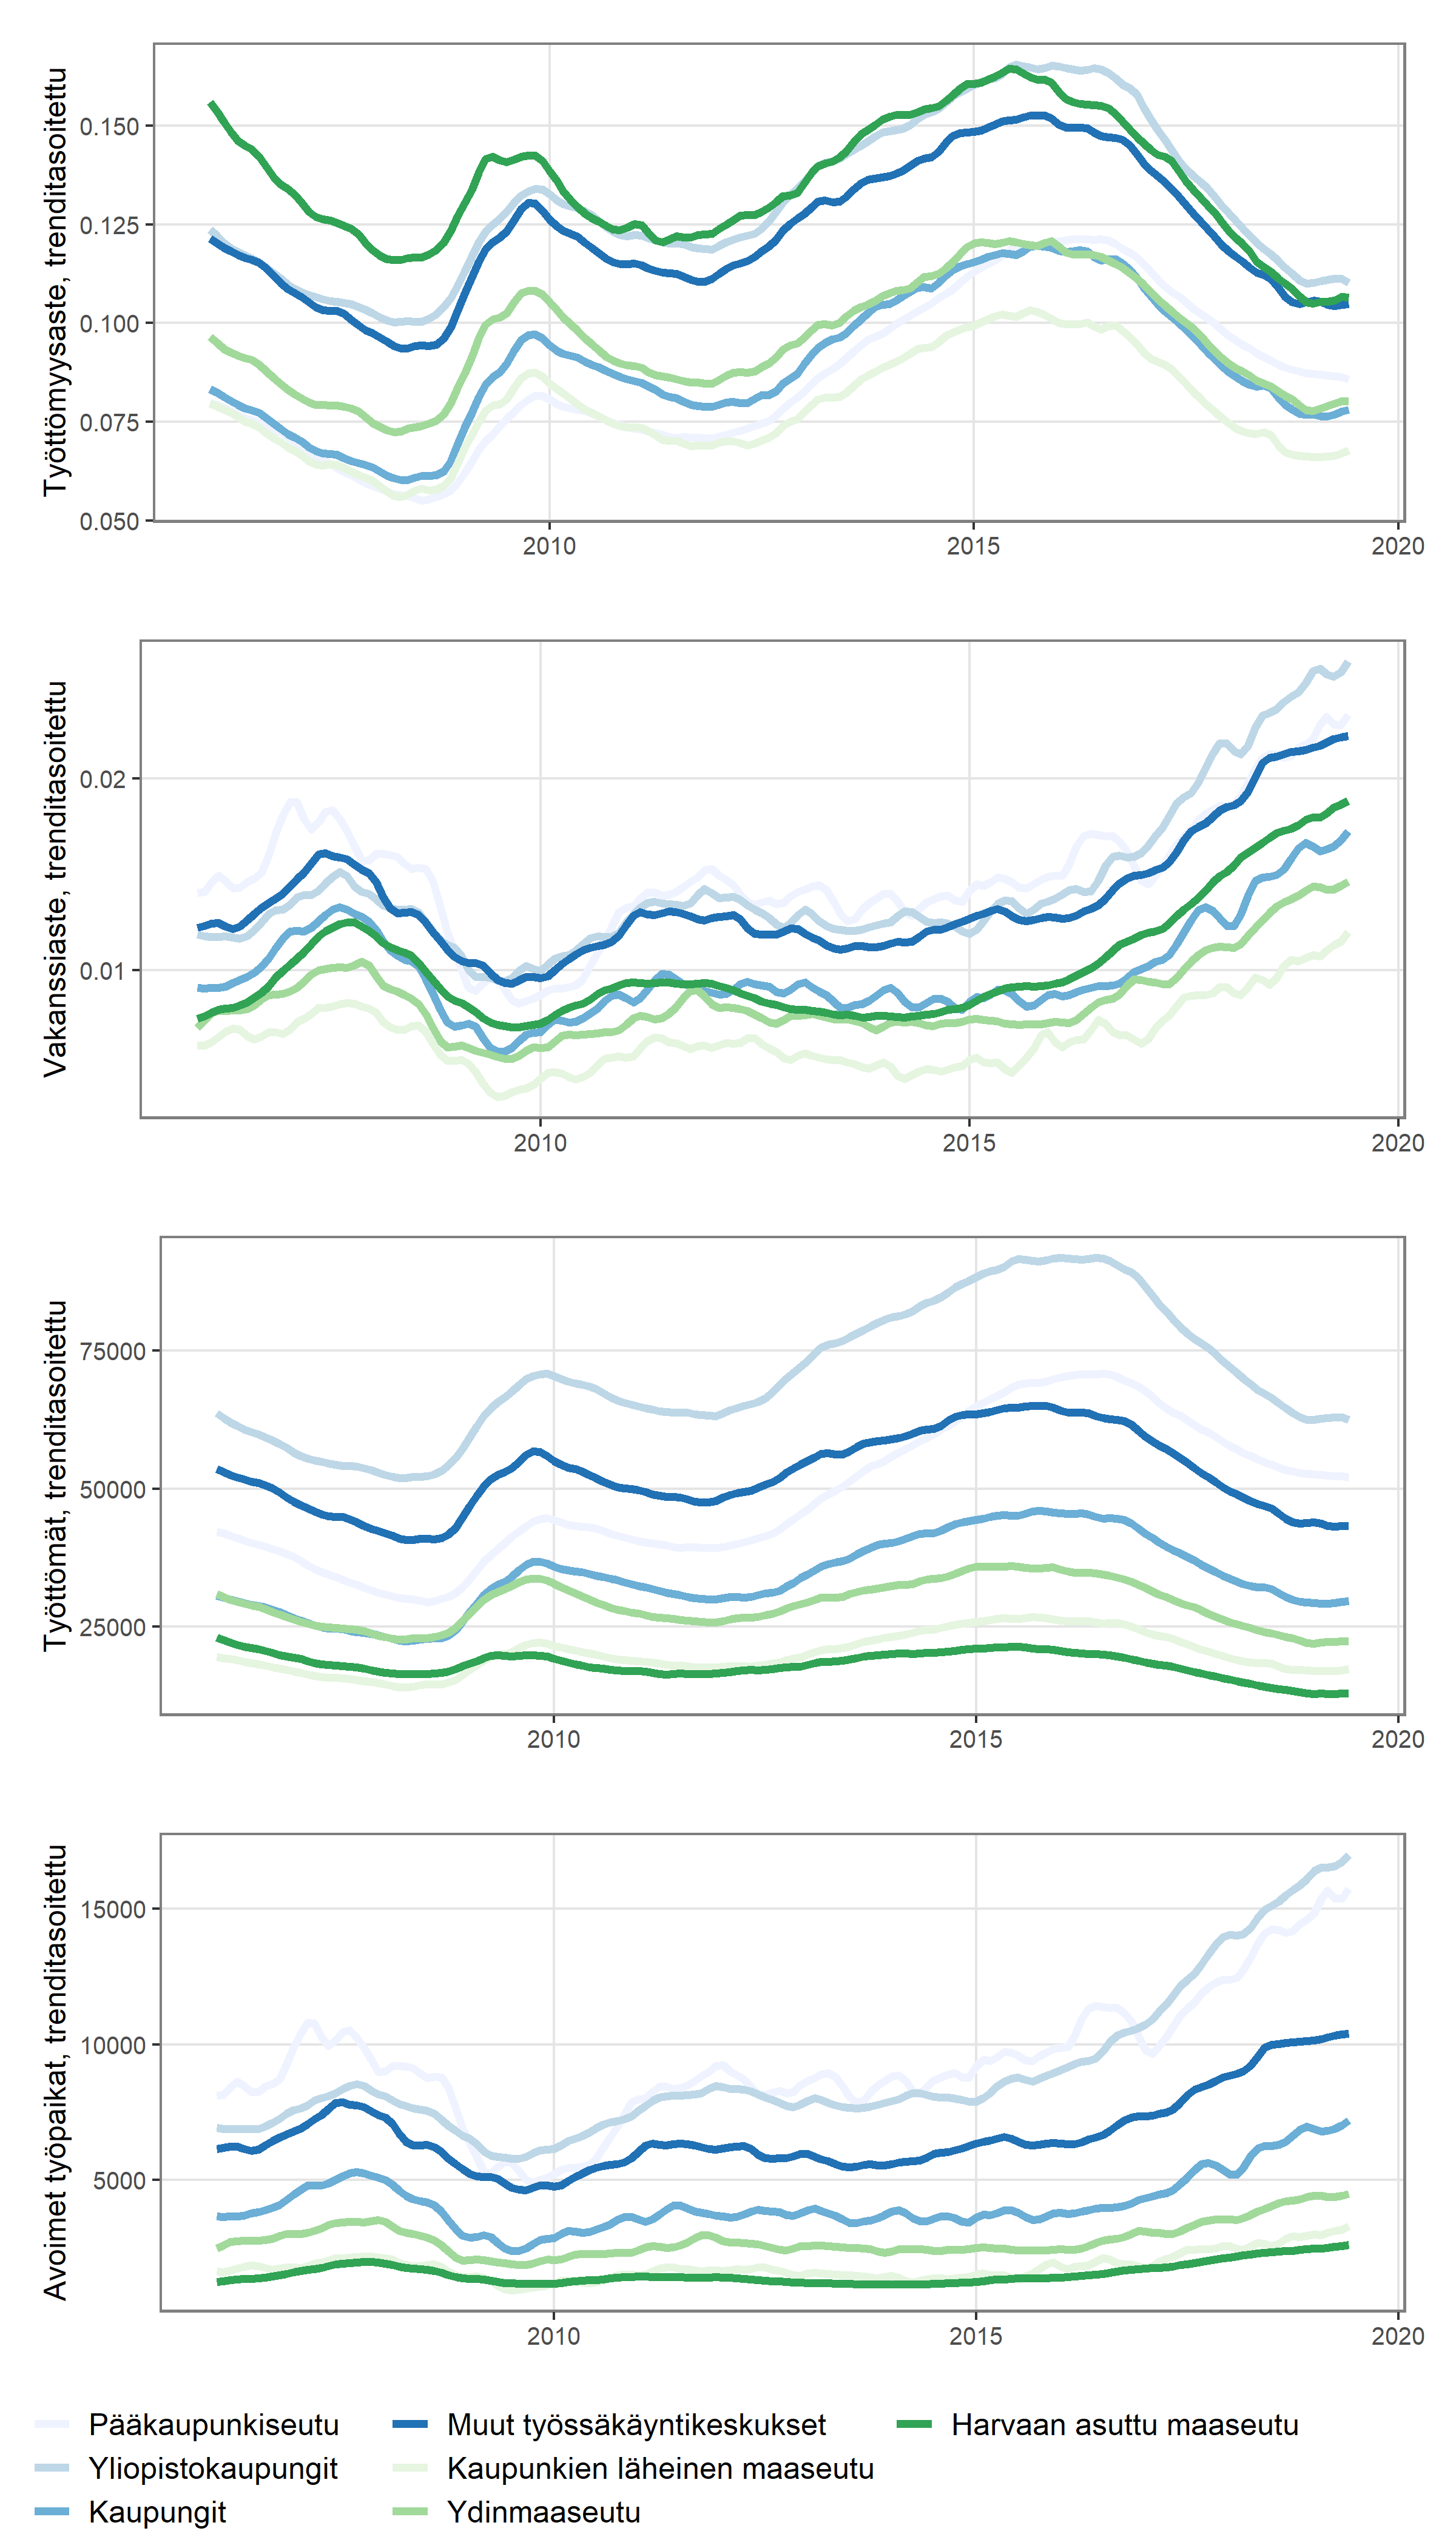 Työttömyysaste, trenditasoitettu
0.150
0.125
0.100
0.075
0.050
2010 2015 2020
Vakanssiaste, trenditasoitettu
0.02
0.01
2010 2015 2020
Työttömät, trenditasoitettu
75000
50000
25000
2010 2015 2020
Avoimet työpaikat, trenditasoitettu
15000
10000
5000
2010 2015 2020
Pääkaupunkiseutu Muut työssäkäyntikeskukset Harvaan asuttu maaseutu
Yliopistokaupungit Kaupunkien läheinen maaseutu
Kaupungit Ydinmaaseutu